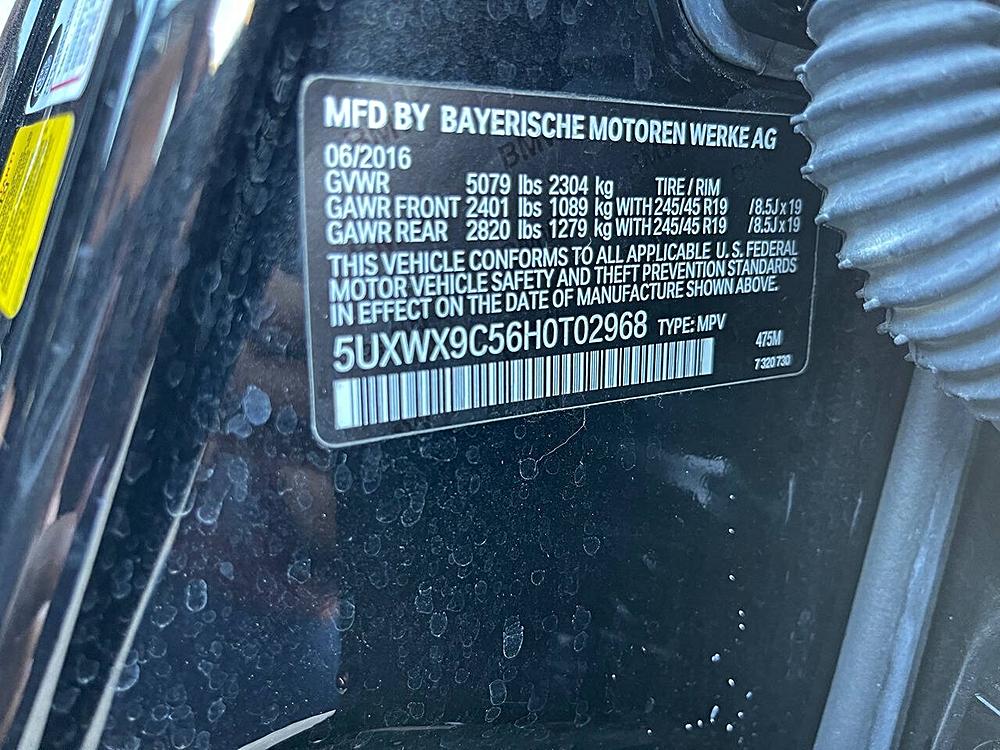 MFD BY BAYERISCHE MOTOREN WERKE AG
06/2016
GVWR 5079 lbs 2304 kg TIRE / RIM
GAWR FRONT 2401 lbs 1089 kg WITH 245/45 R19 /8.5J x 19
GAWR REAR 2820 lbs 1279 kg WITH 245/45 R19 /8.5J x 19
THIS VEHICLE CONFORMS TO ALL APPLICABLE U.S. FEDERAL
MOTOR VEHICLE SAFETY AND THEFT PREVENTION STANDARDS
IN EFFECT ON THE DATE OF MANUFACTURE SHOWN ABOVE.
5UXWX9C56H0T02968 TYPE: MPV 475M
7 320 730